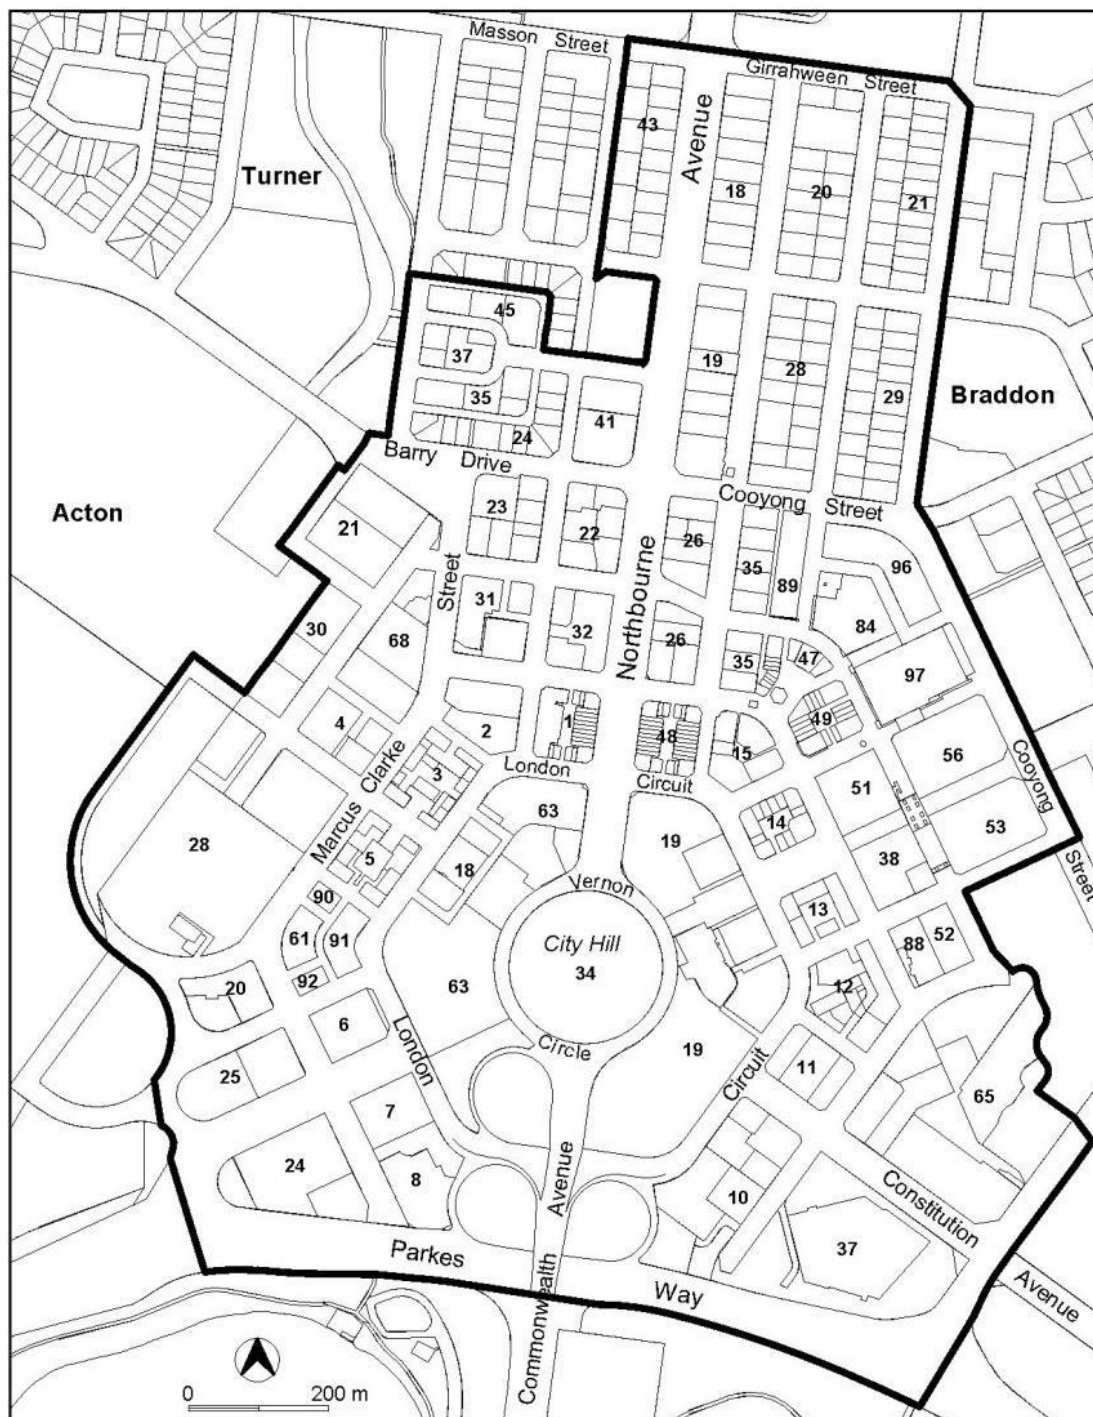 Masson Street
Girrahween Street
43
Avenue
Turner
18
20
21
45
37
19
28
29
Braddon
35
41
24
Barry Drive
Cooyong Street
Acton
23
21
22
26
Northbourne
35
89
96
Street
31
30
68
32
26
84
35
47
97
4
2
1
48
49
15
56
Cooyong
Street
London Circuit
3
Marcus Clarke
63
51
19
14
53
28
5
18
38
Vernon
90
13
61
91
City Hill
34
88
52
92
20
63
12
6
London
Circle
19
11
25
Circuit
65
7
24
8
Avenue
10
Constitution
37
Parkes Way
Avenue
Commonwealth
0 200 m